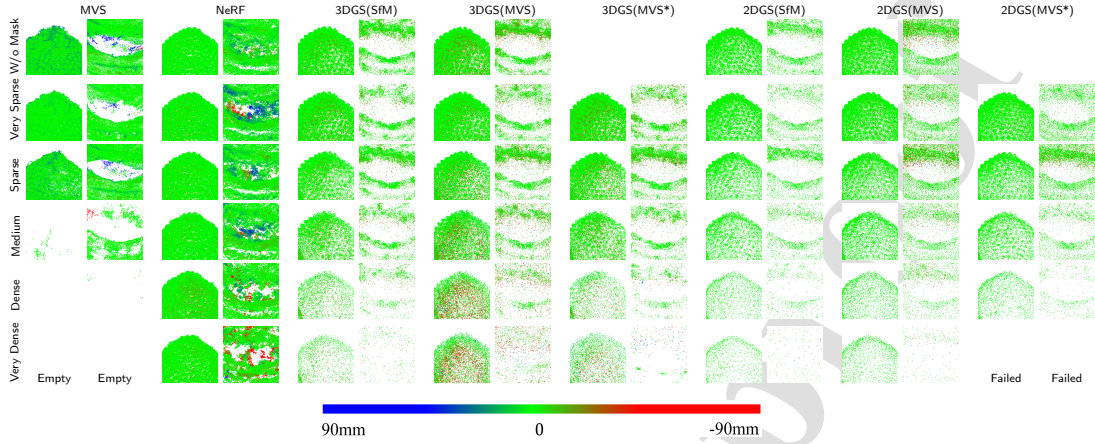 MVS NeRF 3DGS(SfM) 3DGS(MVS) 3DGS(MVS*) 2DGS(SfM) 2DGS(MVS) 2DGS(MVS*)
W/o Mask
Very Sparse
Sparse
Medium
Dense
Very Dense
Empty Empty Failed Failed
90mm 0 -90mm